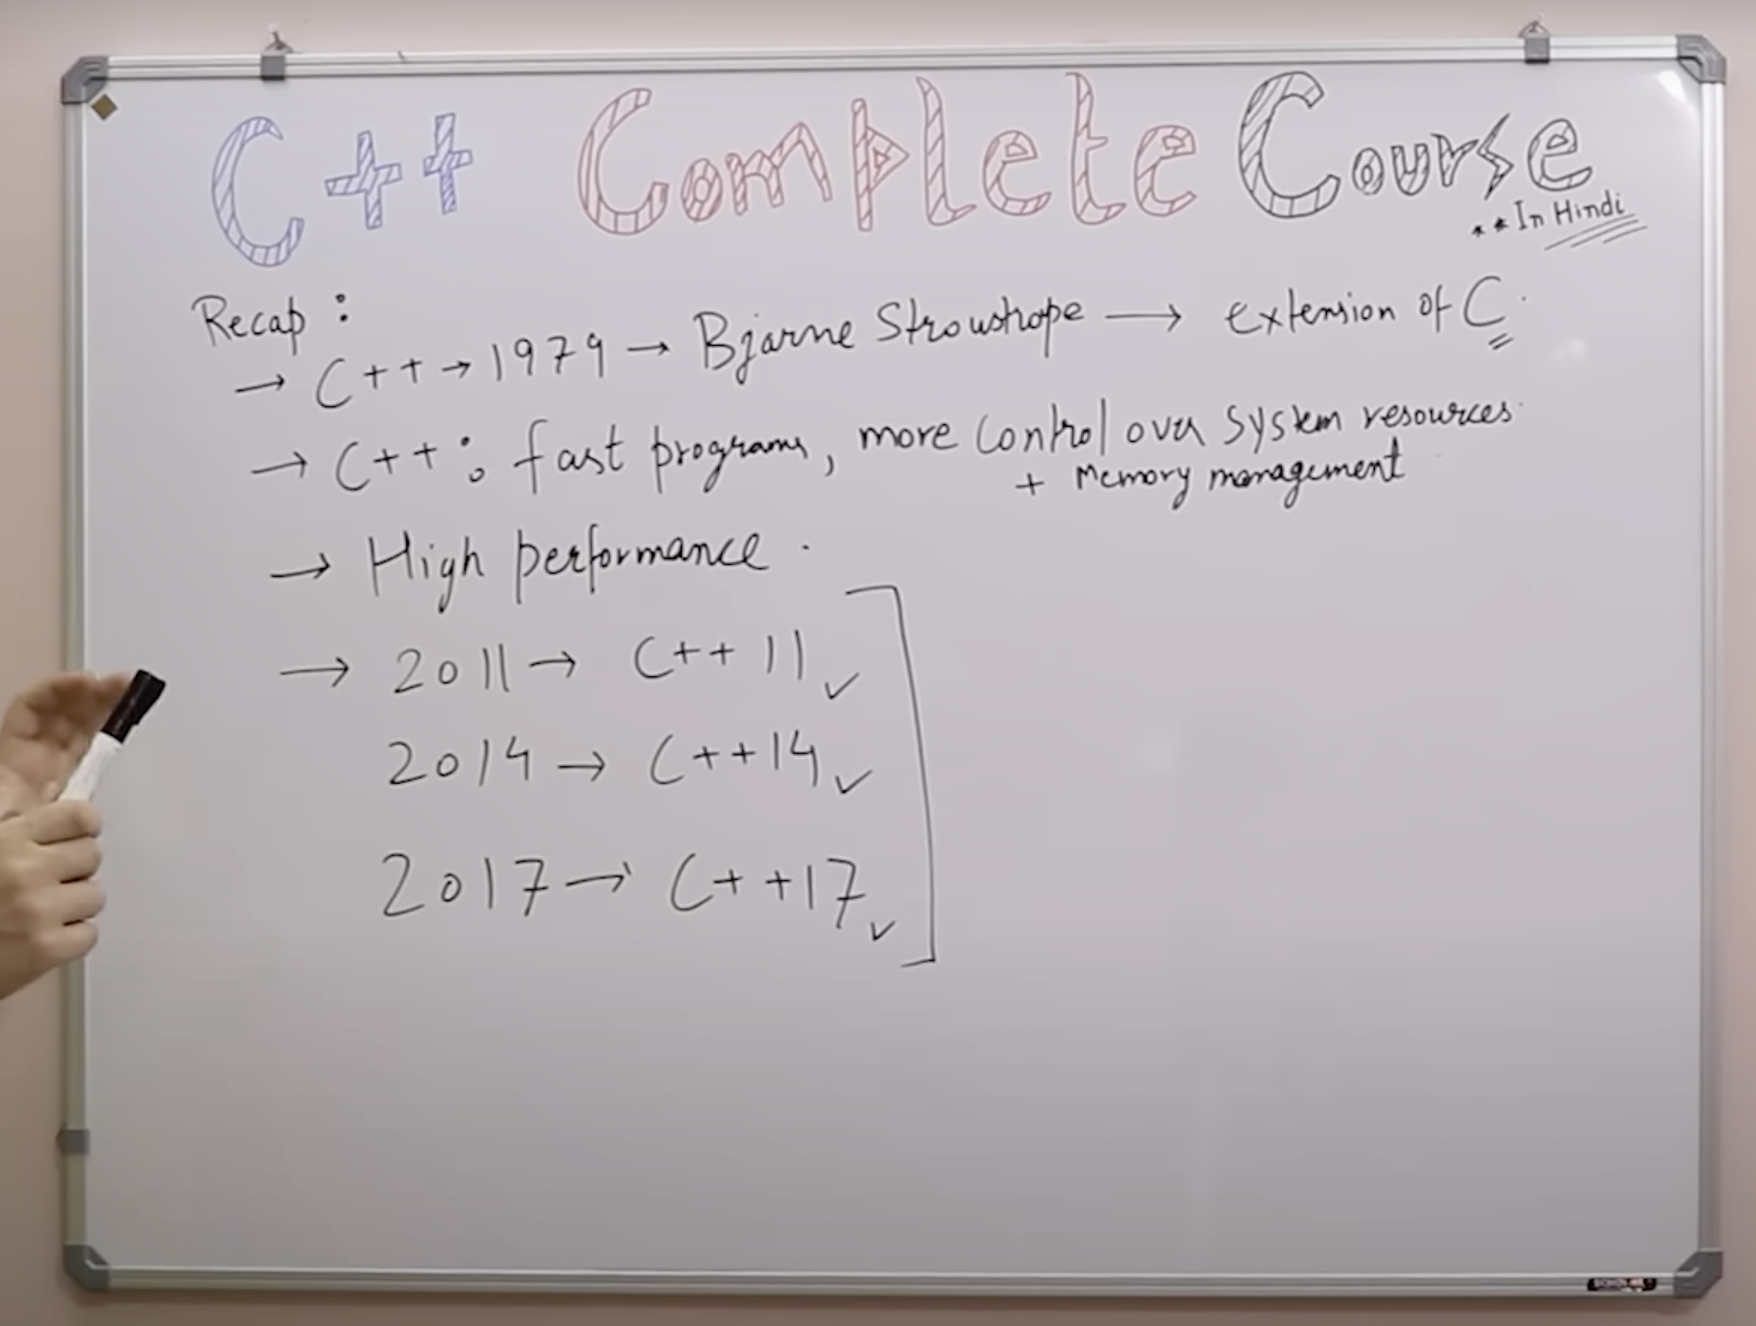 C++ Complete Course
**In Hindi
Recap :
→ C++ → 1979 → Bjarne Stroustrope → extension of C.
→ C++ : fast programs, more control over system resources.
+ Memory management
→ High performance.
→ 2011 → C++ 11 ✓
2014 → C++14 ✓
2017 → C++17 ✓